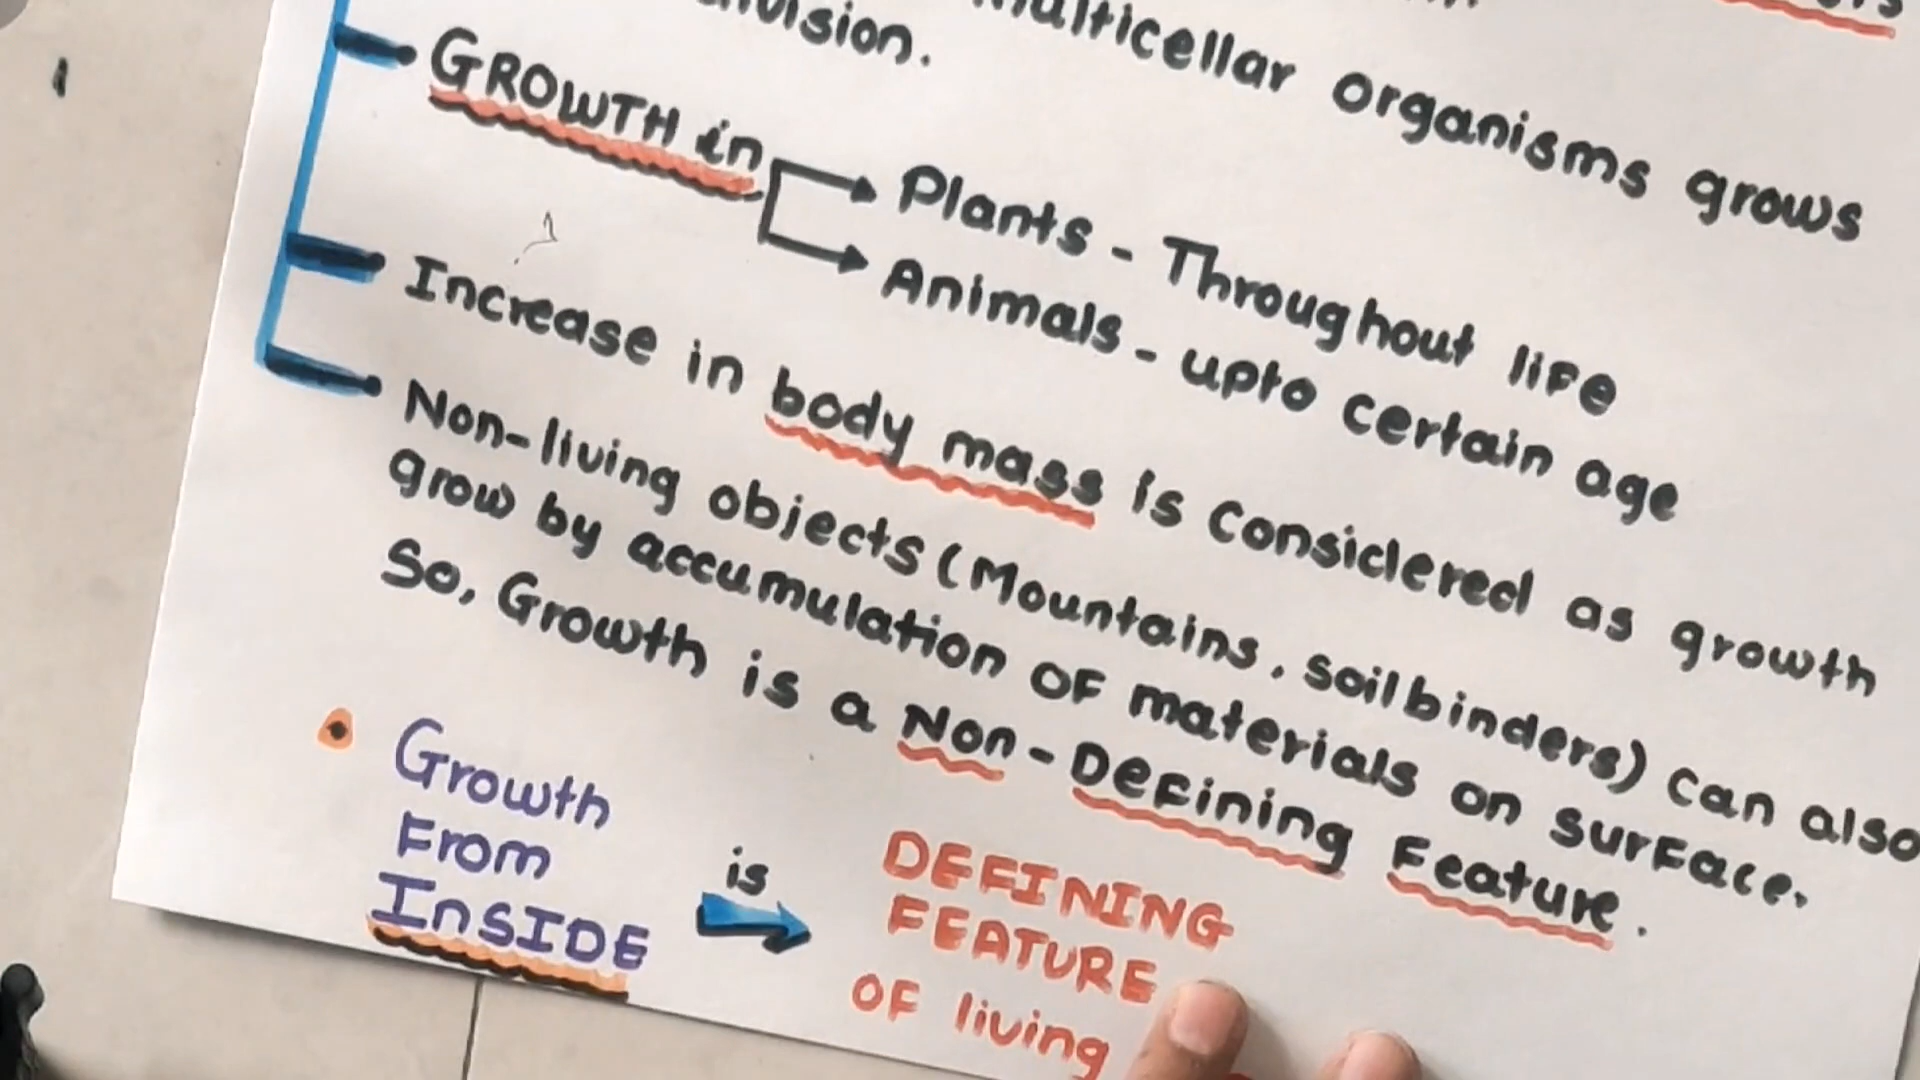 multicellar organisms grows
division.
GROWTH in
Plants - Throughout life
Animals - upto certain age
Increase in body mass is Considered as growth
Non-living objects (Mountains, Soilbinders) can also
grow by accumulation of materials on surface.
So, Growth is a Non-Defining Feature.
Growth
From
InSIDE
is
DEFINING
FEATURE
OF living